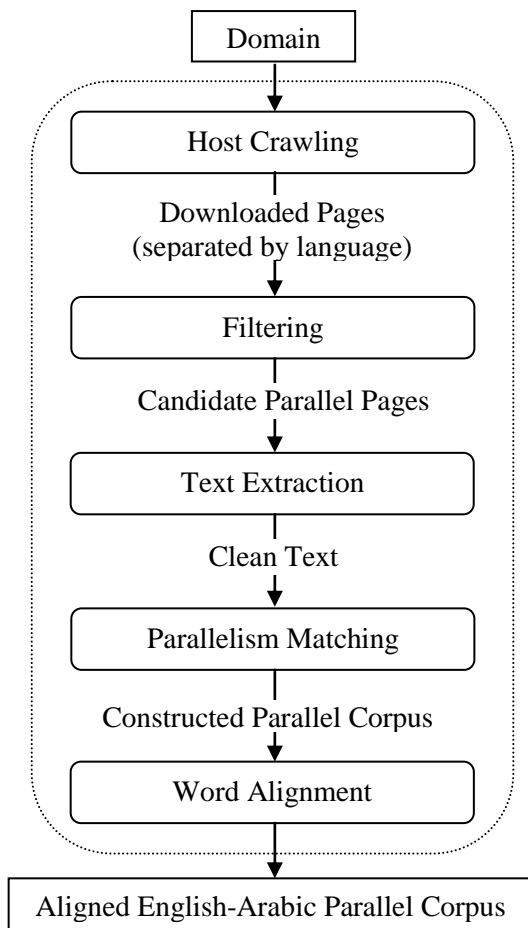 Domain
Host Crawling
Downloaded Pages
(separated by language)
Filtering
Candidate Parallel Pages
Text Extraction
Clean Text
Parallelism Matching
Constructed Parallel Corpus
Word Alignment
Aligned English-Arabic Parallel Corpus